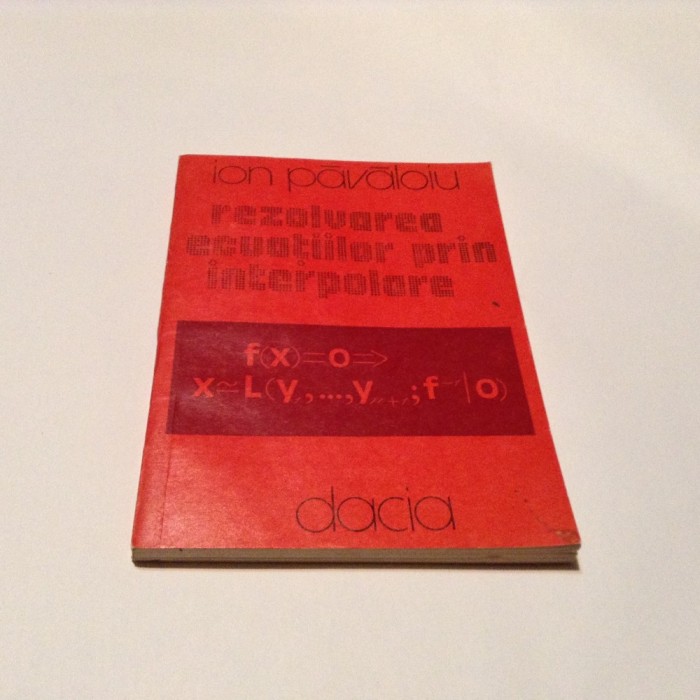 ion păvăloiu
rezolvarea
ecuațiilor prin
interpolare
f(x)=0⇒
x≃L(y₁,...,yₙ₊₁;f⁻¹|0)
dacia